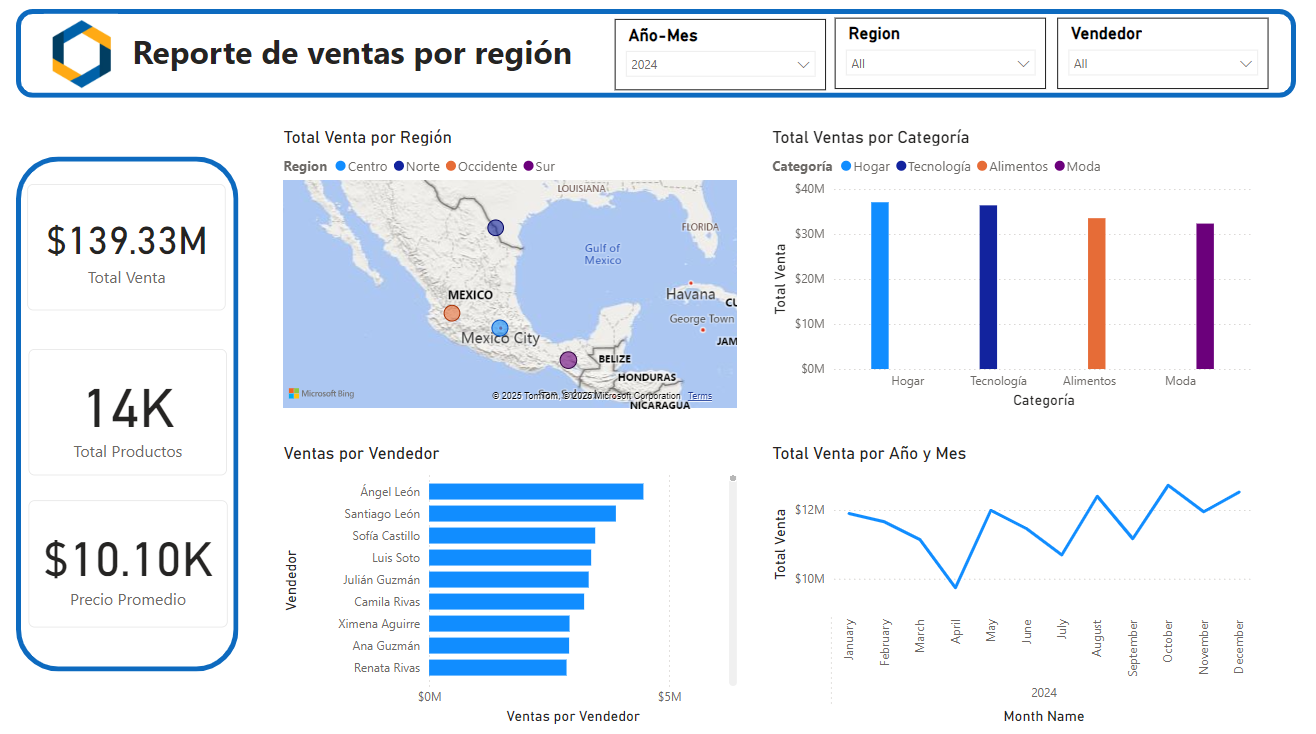 Reporte de ventas por región
Año-Mes
2024
Region
All
Vendedor
All
$139.33M
Total Venta
14K
Total Productos
$10.10K
Precio Promedio
Total Venta por Región
Region Centro Norte Occidente Sur
LOUISIANA
FLORIDA
Gulf of
Mexico
MEXICO
Havana
CU
George Town
Mexico City
JAM
BELIZE
HONDURAS
Microsoft Bing
© 2025 TomTom, © 2025 Microsoft Corporation Terms
NICARAGUA
Total Ventas por Categoría
Categoría Hogar Tecnología Alimentos Moda
Total Venta
$40M
$30M
$20M
$10M
$0M
Hogar Tecnología Alimentos Moda
Categoría
Ventas por Vendedor
Vendedor
Ángel León
Santiago León
Sofía Castillo
Luis Soto
Julián Guzmán
Camila Rivas
Ximena Aguirre
Ana Guzmán
Renata Rivas
$0M $5M
Ventas por Vendedor
Total Venta por Año y Mes
Total Venta
$12M
$10M
January
February
March
April
May
June
July
August
September
October
November
December
2024
Month Name